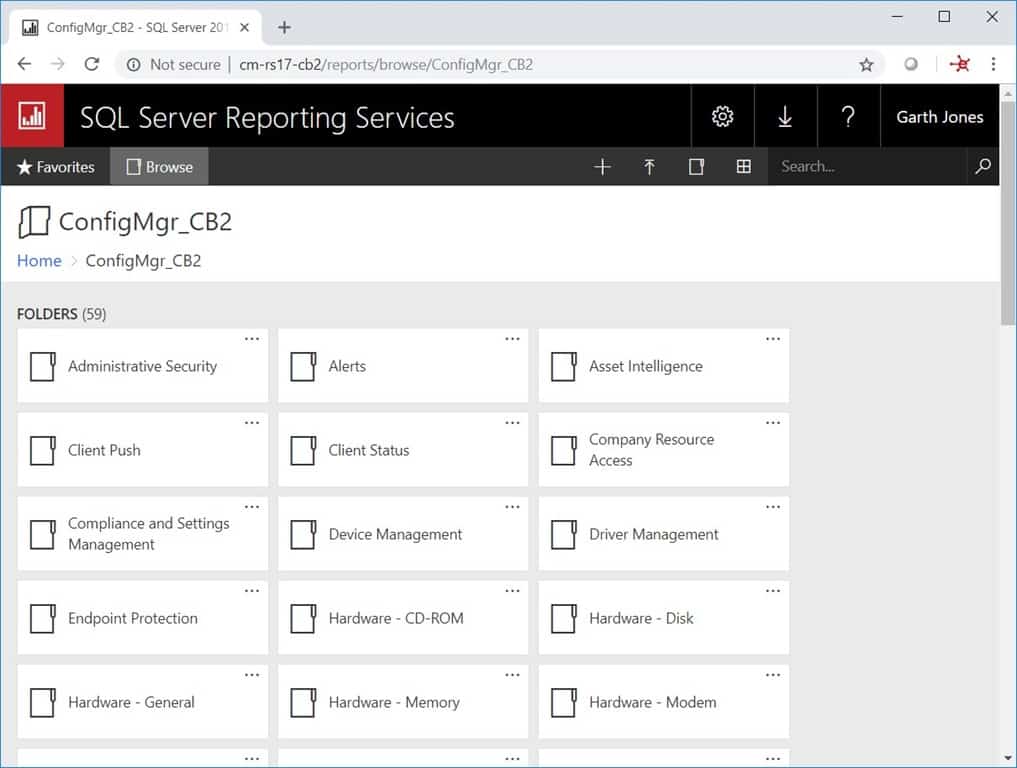 ConfigMgr_CB2 - SQL Server 201
Not secure | cm-rs17-cb2/reports/browse/ConfigMgr_CB2
SQL Server Reporting Services
?
Garth Jones
Favorites
Browse
Search...
ConfigMgr_CB2
Home > ConfigMgr_CB2
FOLDERS (59)
Administrative Security
Alerts
Asset Intelligence
Client Push
Client Status
Company Resource
Access
Compliance and Settings
Management
Device Management
Driver Management
Endpoint Protection
Hardware - CD-ROM
Hardware - Disk
Hardware - General
Hardware - Memory
Hardware - Modem